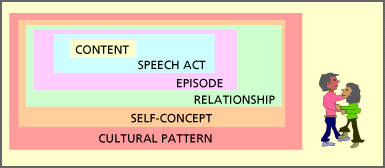 CONTENT
SPEECH ACT
EPISODE
RELATIONSHIP
SELF-CONCEPT
CULTURAL PATTERN